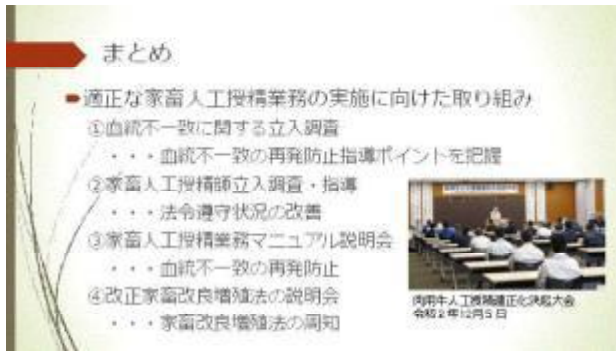 まとめ
適正な家畜人工授精業務の実施に向けた取り組み
①血統不一致に関する立入調査
・・・血統不一致の再発防止指導ポイントを把握
②家畜人工授精師立入調査・指導
・・・法令遵守状況の改善
③家畜人工授精業務マニュアル説明会
・・・血統不一致の再発防止
④改正家畜改良増殖法の説明会
・・・家畜改良増殖法の周知
肉用牛人工授精適正化決起大会
令和2年12月5日